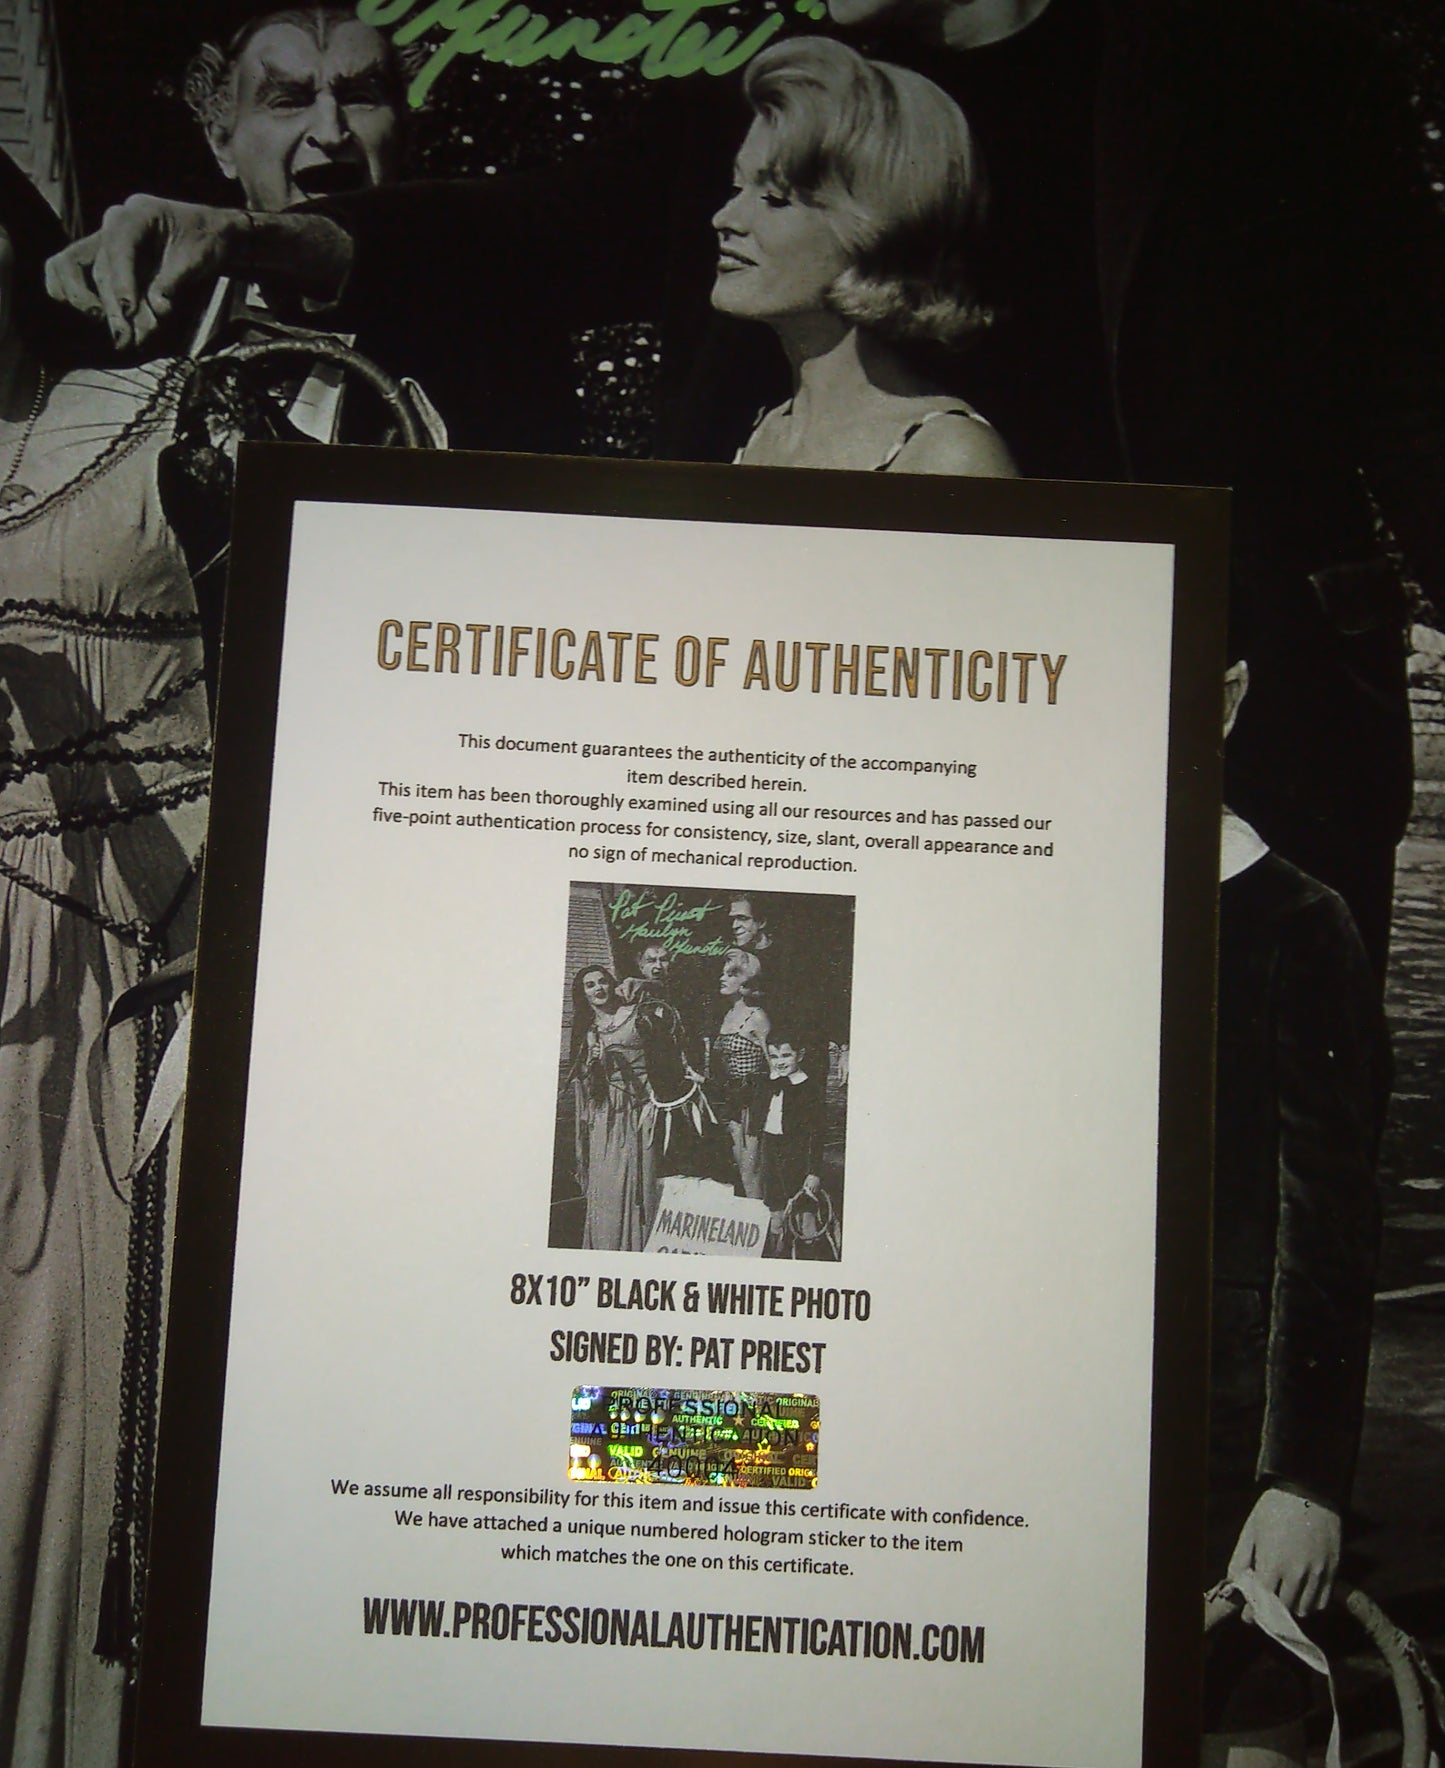 Munster"
CERTIFICATE OF AUTHENTICITY
This document guarantees the authenticity of the accompanying
item described herein.
This item has been thoroughly examined using all our resources and has passed our
five-point authentication process for consistency, size, slant, overall appearance and
no sign of mechanical reproduction.
Pat Priest
"Marilyn
Munster"
MARINELAND
8X10” BLACK & WHITE PHOTO
SIGNED BY: PAT PRIEST
PROFESSIONAL
AUTHENTICATION
We assume all responsibility for this item and issue this certificate with confidence.
We have attached a unique numbered hologram sticker to the item
which matches the one on this certificate.
WWW.PROFESSIONALAUTHENTICATION.COM